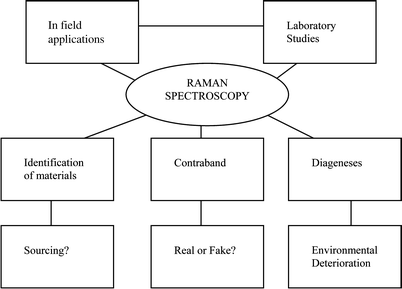 In field
applications
Laboratory
Studies
RAMAN
SPECTROSCOPY
Identification
of materials
Contraband
Diageneses
Sourcing?
Real or Fake?
Environmental
Deterioration